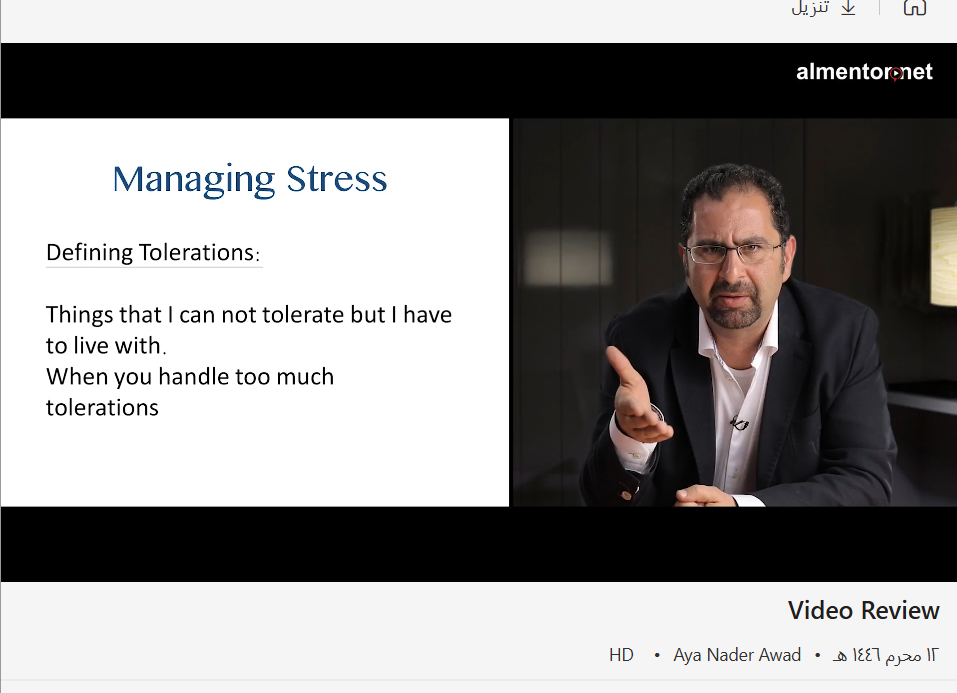 تنزيل
almentor.net
Managing Stress
Defining Tolerations:
Things that I can not tolerate but I have
to live with.
When you handle too much
tolerations
Video Review
١٢ محرم ١٤٤٦ هـ • Aya Nader Awad • HD